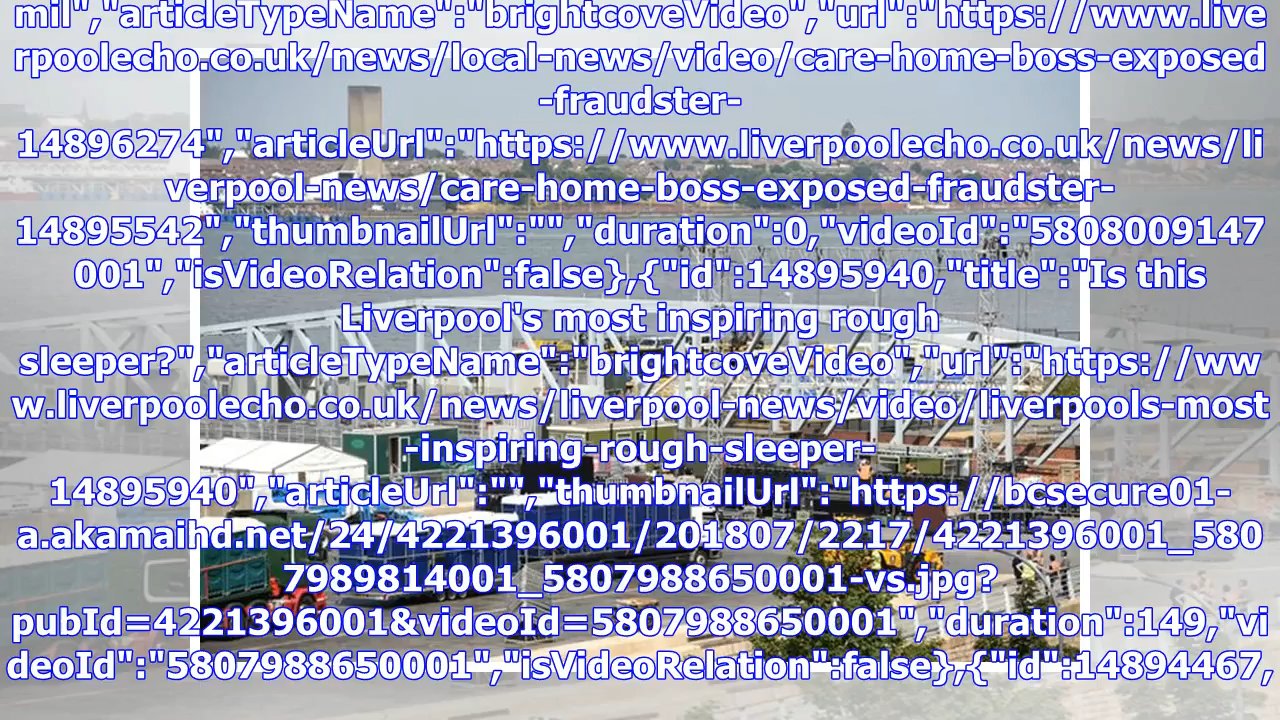 mil","articleTypeName":"brightcoveVideo","url":"https://www.live
rpoolecho.co.uk/news/local-news/video/care-home-boss-exposed
-fraudster-
14896274","articleUrl":"https://www.liverpoolecho.co.uk/news/li
verpool-news/care-home-boss-exposed-fraudster-
14895542","thumbnailUrl":"","duration":0,"videoId":"5808009147
001","isVideoRelation":false},{"id":14895940,"title":"Is this
Liverpool's most inspiring rough
sleeper?","articleTypeName":"brightcoveVideo","url":"https://ww
w.liverpoolecho.co.uk/news/liverpool-news/video/liverpools-most
-inspiring-rough-sleeper-
14895940","articleUrl":"","thumbnailUrl":"https://bcsecure01-
a.akamaihd.net/24/4221396001/201807/2217/4221396001_580
7989814001_5807988650001-vs.jpg?
pubId=4221396001&videoId=5807988650001","duration":149,"vi
deoId":"5807988650001","isVideoRelation":false},{"id":14894467,